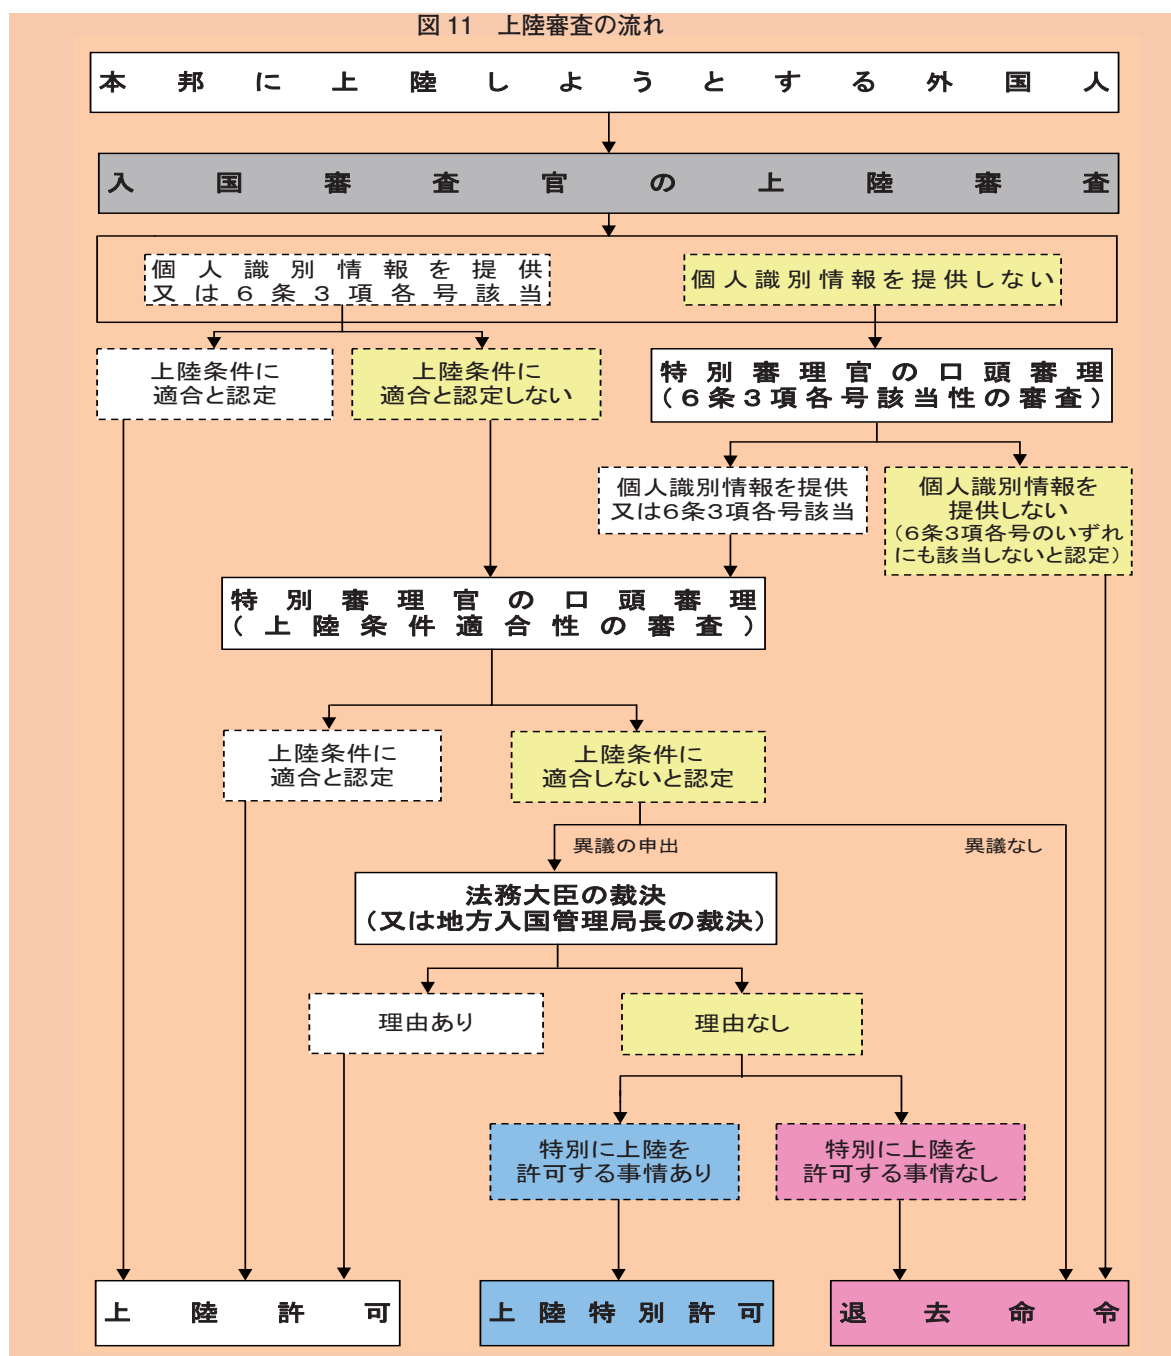 図 11　上陸審査の流れ
本邦に上陸しようとする外国人
入国審査官の上陸審査
個人識別情報を提供
又は６条３項各号該当
個人識別情報を提供しない
上陸条件に
適合と認定
上陸条件に
適合と認定しない
特別審理官の口頭審理
(６条３項各号該当性の審査)
個人識別情報を提供
又は6条3項各号該当
個人識別情報を
提供しない
(6条3項各号のいずれ
にも該当しないと認定)
特別審理官の口頭審理
(上陸条件適合性の審査)
上陸条件に
適合と認定
上陸条件に
適合しないと認定
異議の申出
異議なし
法務大臣の裁決
(又は地方入国管理局長の裁決)
理由あり
理由なし
特別に上陸を
許可する事情あり
特別に上陸を
許可する事情なし
上陸許可
上陸特別許可
退去命令